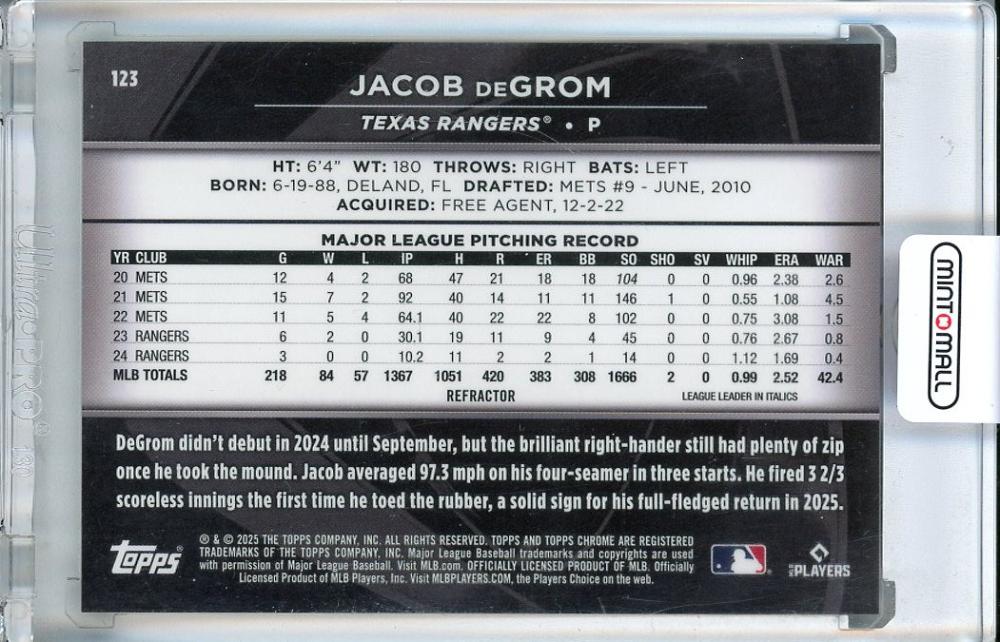 123
JACOB DEGROM
TEXAS RANGERS® • P
HT: 6'4" WT: 180 THROWS: RIGHT BATS: LEFT
BORN: 6-19-88, DELAND, FL DRAFTED: METS #9 - JUNE, 2010
ACQUIRED: FREE AGENT, 12-2-22
MAJOR LEAGUE PITCHING RECORD
YR CLUB G W L IP H R ER BB SO SHO SV WHIP ERA WAR
20 METS 12 4 2 68 47 21 18 18 104 0 0 0.96 2.38 2.6
21 METS 15 7 2 92 40 14 11 11 146 1 0 0.55 1.08 4.5
22 METS 11 5 4 64.1 40 22 22 8 102 0 0 0.75 3.08 1.5
23 RANGERS 6 2 0 30.1 19 11 9 4 45 0 0 0.76 2.67 0.8
24 RANGERS 3 0 0 10.2 11 2 2 1 14 0 0 1.12 1.69 0.4
MLB TOTALS 218 84 57 1367 1051 420 383 308 1666 2 0 0.99 2.52 42.4
REFRACTOR LEAGUE LEADER IN ITALICS
DeGrom didn't debut in 2024 until September, but the brilliant right-hander still had plenty of zip
once he took the mound. Jacob averaged 97.3 mph on his four-seamer in three starts. He fired 3 2/3
scoreless innings the first time he toed the rubber, a solid sign for his full-fledged return in 2025.
topps®
® & © 2025 THE TOPPS COMPANY, INC. ALL RIGHTS RESERVED. TOPPS AND TOPPS CHROME ARE REGISTERED
TRADEMARKS OF THE TOPPS COMPANY, INC. Major League Baseball trademarks and copyrights are used
with permission of Major League Baseball. Visit MLB.com. OFFICIALLY LICENSED PRODUCT OF MLB. Officially
Licensed Product of MLB Players, Inc. Visit MLBPLAYERS.COM, the Players Choice on the web.
MLB PLAYERS
MINTOMALL
Ultra PRO®
130